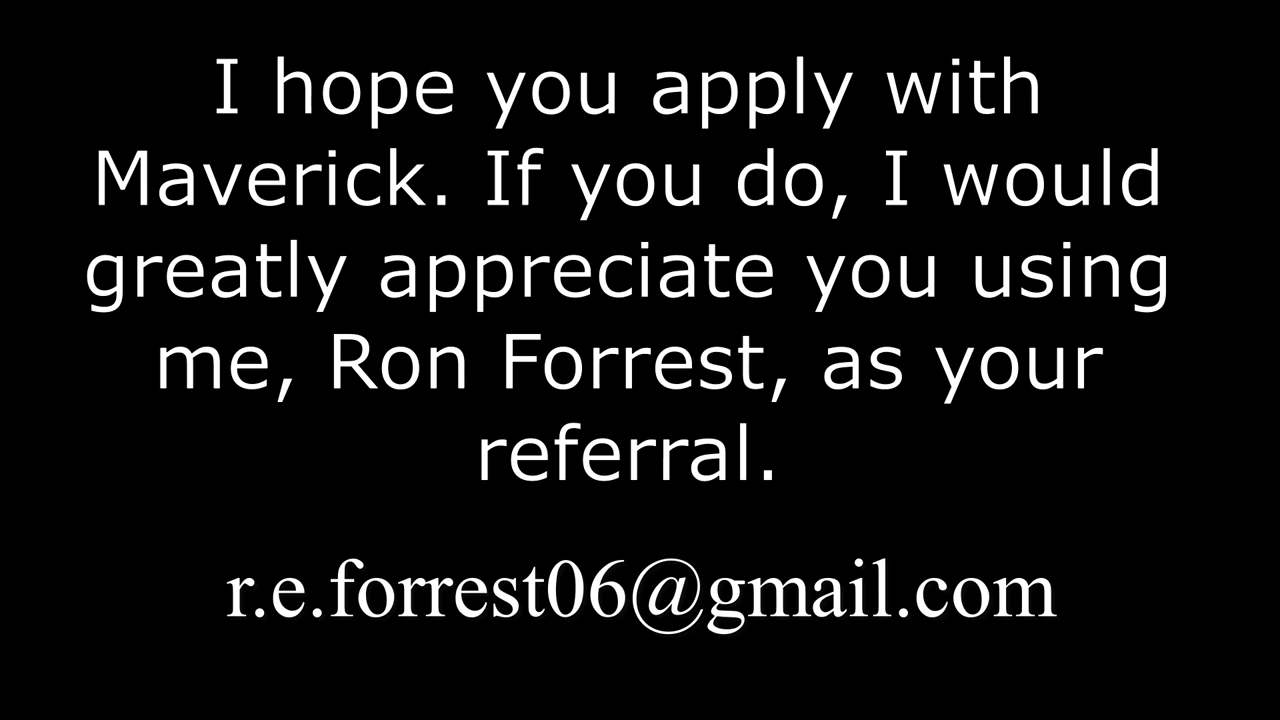 I hope you apply with
Maverick. If you do, I would
greatly appreciate you using
me, Ron Forrest, as your
referral.
r.e.forrest06@gmail.com